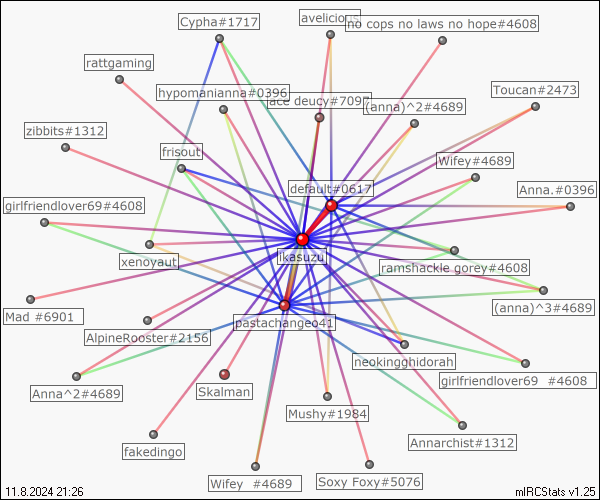 Cypha#1717
avelicious
no cops no laws no hope#4608
rattgaming
hypomanianna#0396
ace deucy#7097
(anna)^2#4689
Toucan#2473
zibbits#1312
frisout
Wifey#4689
default#0617
Anna.#0396
girlfriendlover69#4608
xenoyaut
ikasuzu
ramshackle gorey#4608
Mad #6901
(anna)^3#4689
AlpineRooster#2156
pastachangeo41
neokingghidorah
Anna^2#4689
Skalman
girlfriendlover69 #4608
Mushy#1984
Annarchist#1312
fakedingo
Wifey #4689
Soxy Foxy#5076
11.8.2024 21:26
mIRCStats v1.25